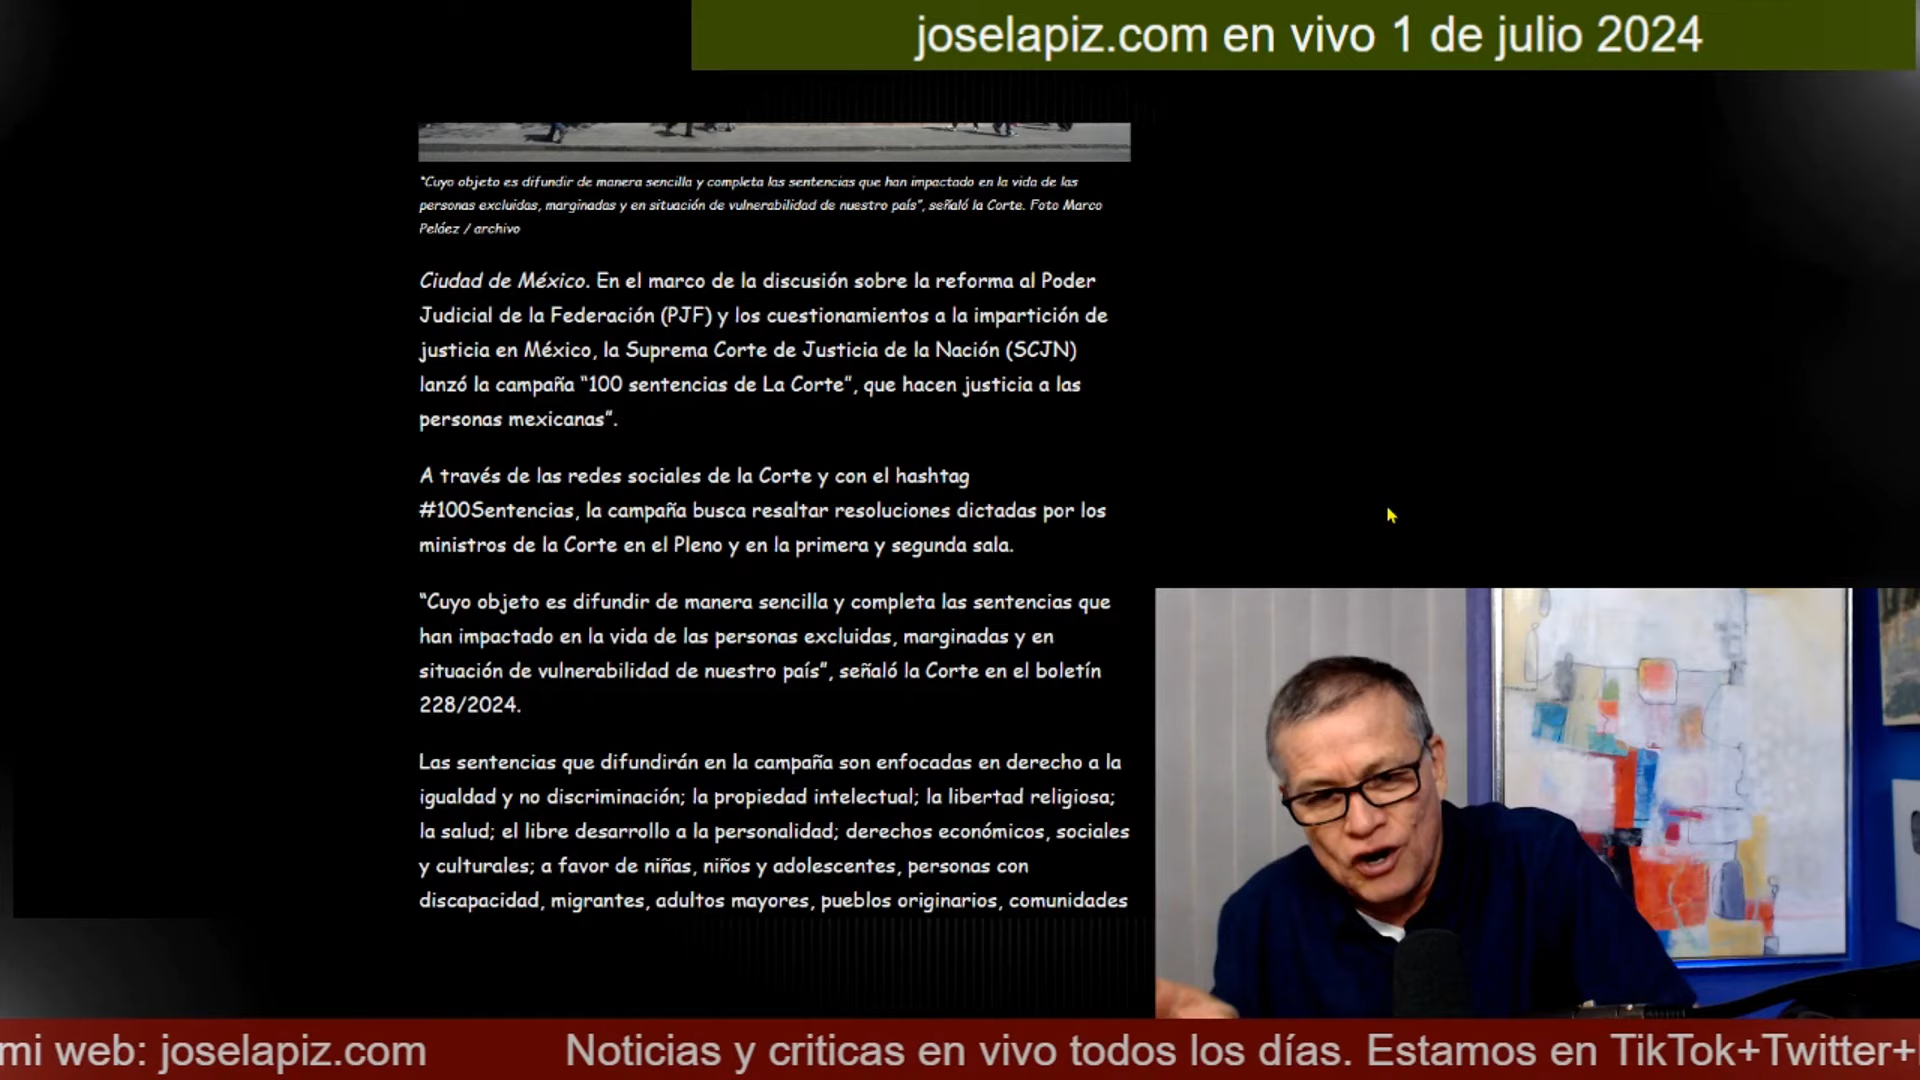 joselapiz.com en vivo 1 de julio 2024
"Cuyo objeto es difundir de manera sencilla y completa las sentencias que han impactado en la vida de las
personas excluidas, marginadas y en situación de vulnerabilidad de nuestro país", señaló la Corte. Foto Marco
Peláez / archivo
Ciudad de México. En el marco de la discusión sobre la reforma al Poder
Judicial de la Federación (PJF) y los cuestionamientos a la impartición de
justicia en México, la Suprema Corte de Justicia de la Nación (SCJN)
lanzó la campaña “100 sentencias de La Corte”, que hacen justicia a las
personas mexicanas”.
A través de las redes sociales de la Corte y con el hashtag
#100Sentencias, la campaña busca resaltar resoluciones dictadas por los
ministros de la Corte en el Pleno y en la primera y segunda sala.
“Cuyo objeto es difundir de manera sencilla y completa las sentencias que
han impactado en la vida de las personas excluidas, marginadas y en
situación de vulnerabilidad de nuestro país”, señaló la Corte en el boletín
228/2024.
Las sentencias que difundirán en la campaña son enfocadas en derecho a la
igualdad y no discriminación; la propiedad intelectual; la libertad religiosa;
la salud; el libre desarrollo a la personalidad; derechos económicos, sociales
y culturales; a favor de niñas, niños y adolescentes, personas con
discapacidad, migrantes, adultos mayores, pueblos originarios, comunidades
mi web: joselapiz.com Noticias y criticas en vivo todos los días. Estamos en TikTok+Twitter+